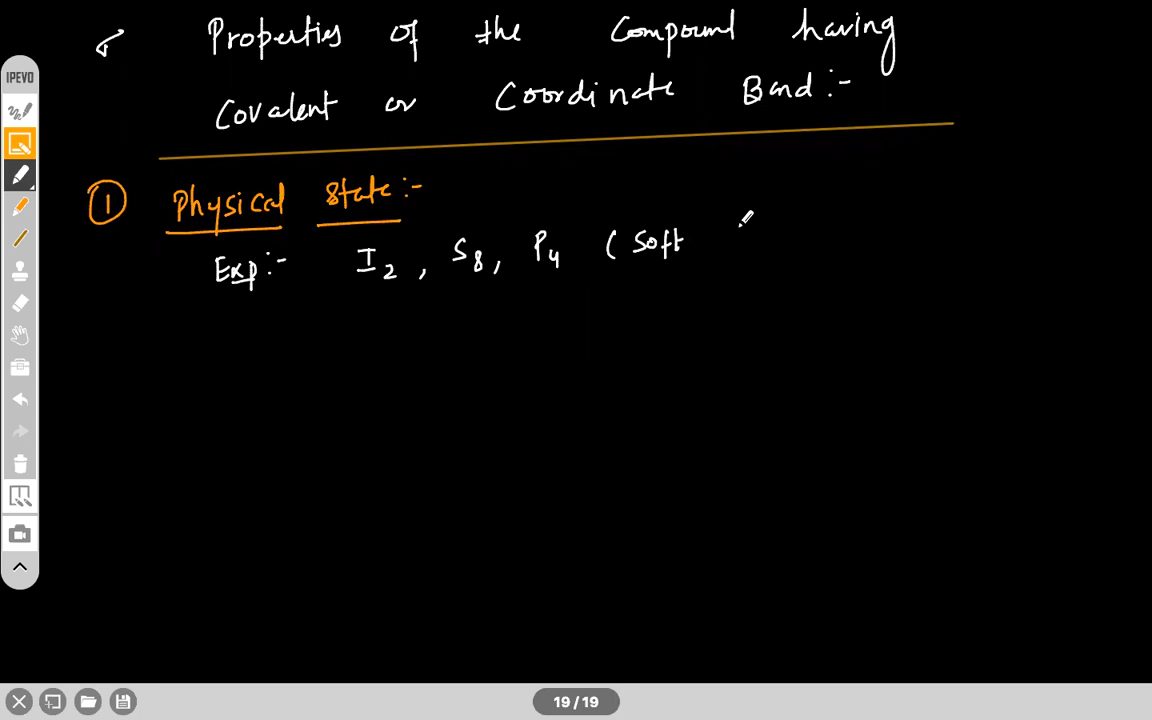 Properties of the Compound having
Covalent or Coordinate Bond :-
① Physical State :-
Exp :- I₂ , S₈ , P₄ ( Soft
IPEVO
19 / 19